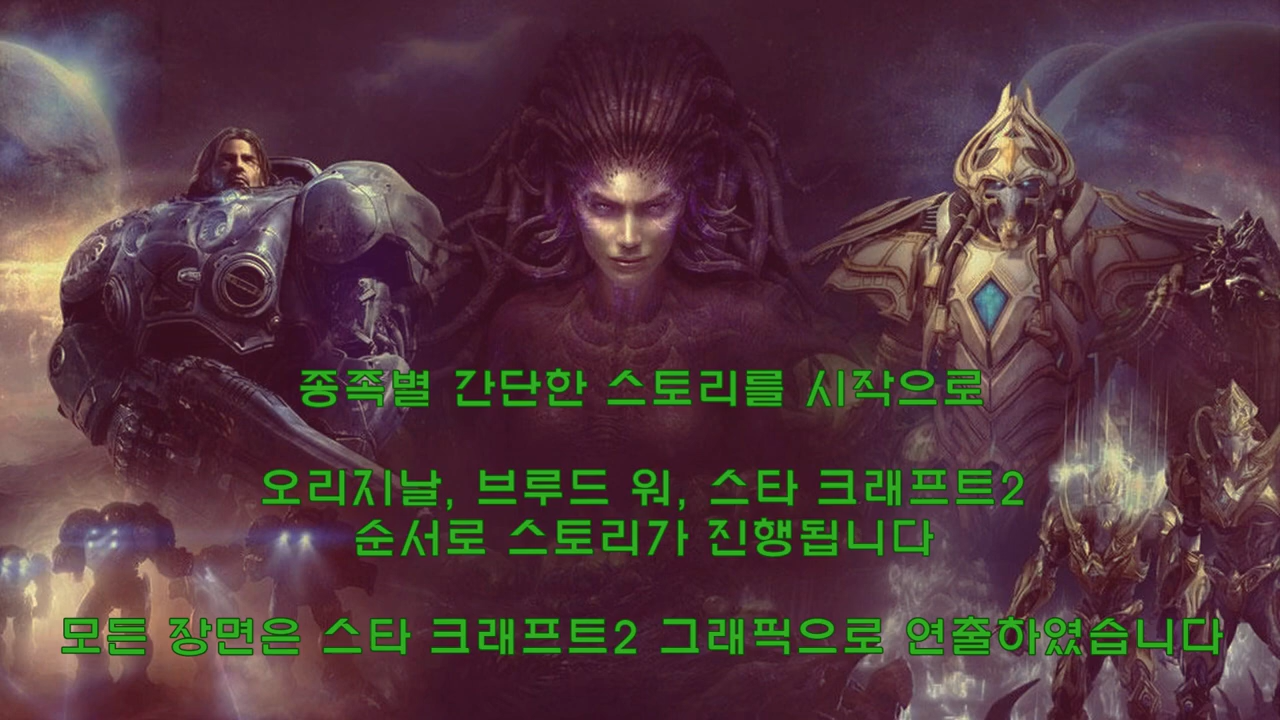 종족별 간단한 스토리를 시작으로
오리지날, 브루드 워, 스타 크래프트2
순서로 스토리가 진행됩니다
모든 장면은 스타 크래프트2 그래픽으로 연출하였습니다